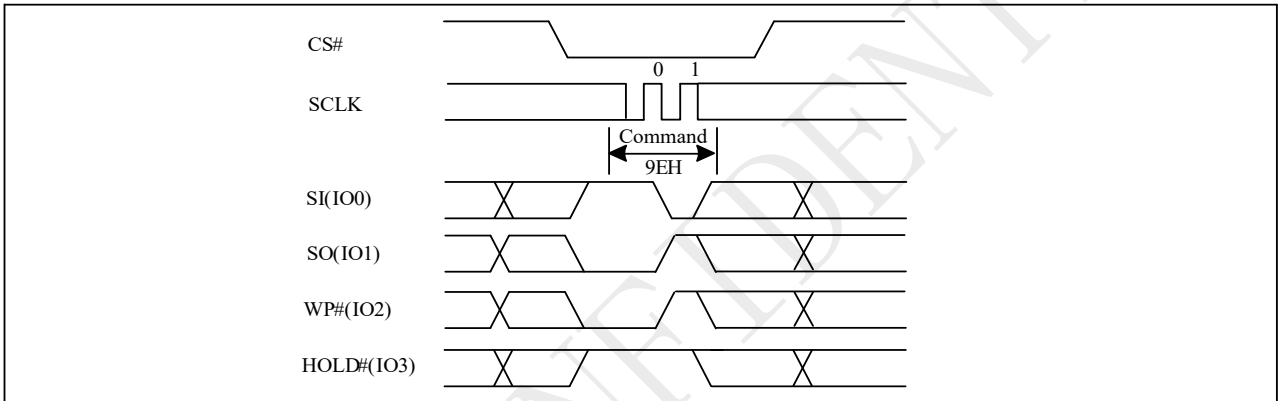 CS#
0 1
SCLK
Command
9EH
SI(IO0)
SO(IO1)
WP#(IO2)
HOLD#(IO3)